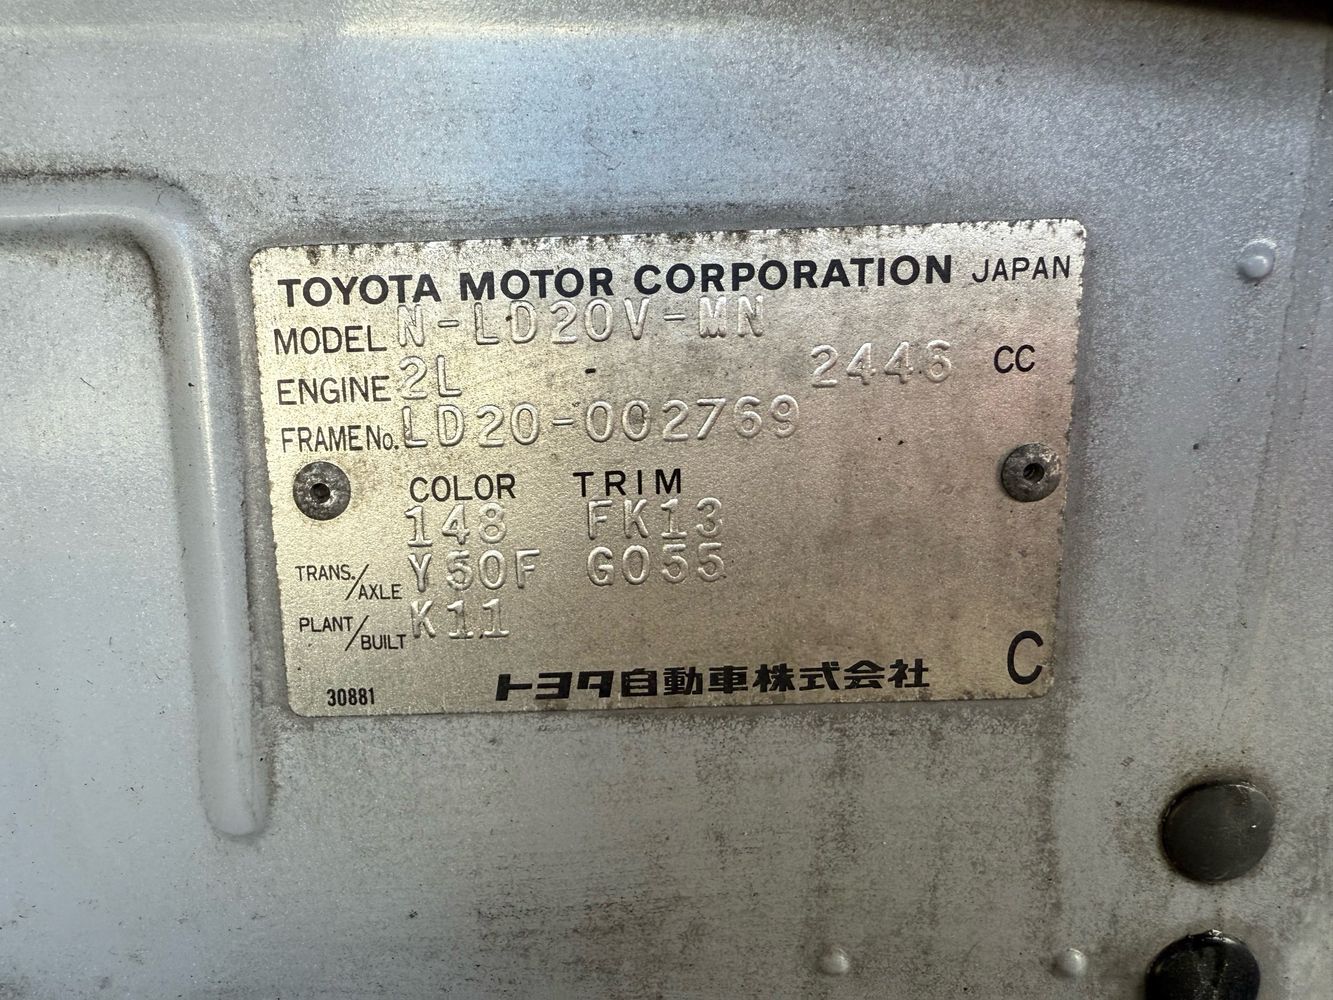 TOYOTA MOTOR CORPORATION JAPAN
MODEL N-LD20V-MN
ENGINE 2L - 2446 CC
FRAME No. LD20-002769
COLOR TRIM
148 FK13
TRANS./AXLE Y50F G055
PLANT/BUILT K11
30881 トヨタ自動車株式会社 C